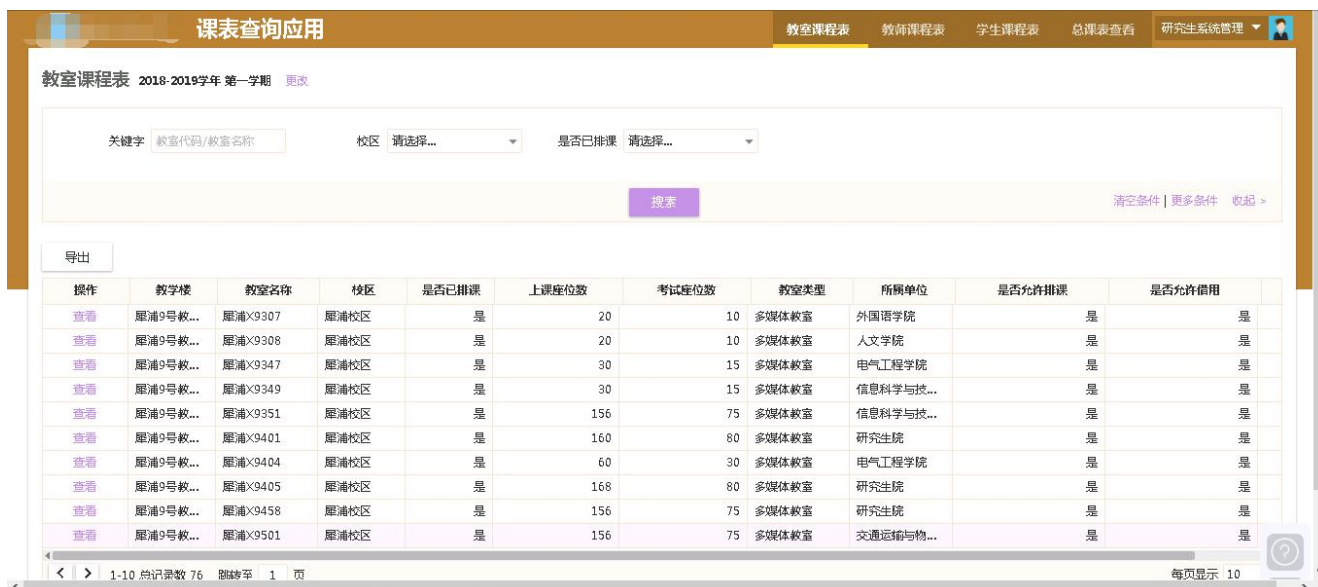 课表查询应用 教室课程表 教师课程表 学生课程表 总课表查看 研究生系统管理
教室课程表 2018-2019学年 第一学期 更改
关键字 教室代码/教室名称 校区 请选择... 是否已排课 请选择...
搜索 清空条件 | 更多条件 收起
导出
操作 教学楼 教室名称 校区 是否已排课 上课座位数 考试座位数 教室类型 所属单位 是否允许排课 是否允许借用
查看 犀浦9号教... 犀浦X9307 犀浦校区 是 20 10 多媒体教室 外国语学院 是 是
查看 犀浦9号教... 犀浦X9308 犀浦校区 是 20 10 多媒体教室 人文学院 是 是
查看 犀浦9号教... 犀浦X9347 犀浦校区 是 30 15 多媒体教室 电气工程学院 是 是
查看 犀浦9号教... 犀浦X9349 犀浦校区 是 30 15 多媒体教室 信息科学与技... 是 是
查看 犀浦9号教... 犀浦X9351 犀浦校区 是 156 75 多媒体教室 信息科学与技... 是 是
查看 犀浦9号教... 犀浦X9401 犀浦校区 是 160 80 多媒体教室 研究生院 是 是
查看 犀浦9号教... 犀浦X9404 犀浦校区 是 60 30 多媒体教室 电气工程学院 是 是
查看 犀浦9号教... 犀浦X9405 犀浦校区 是 168 80 多媒体教室 研究生院 是 是
查看 犀浦9号教... 犀浦X9458 犀浦校区 是 156 75 多媒体教室 研究生院 是 是
查看 犀浦9号教... 犀浦X9501 犀浦校区 是 156 75 多媒体教室 交通运输与物... 是 是
1-10 总记录数 76 跳转至 1 页 每页显示 10